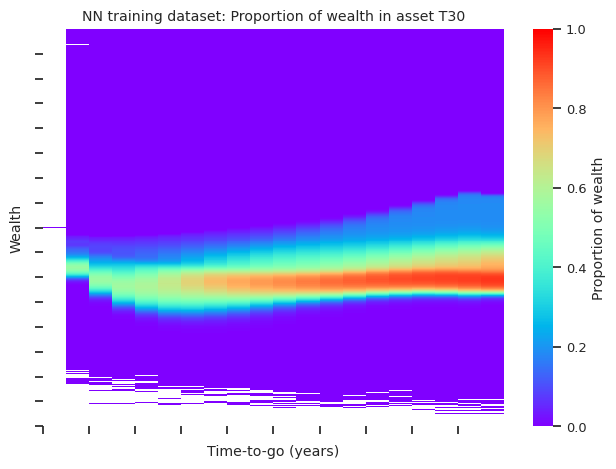 NN training dataset: Proportion of wealth in asset T30
Wealth
Time-to-go (years)
1.0
0.8
0.6
0.4
0.2
0.0
Proportion of wealth